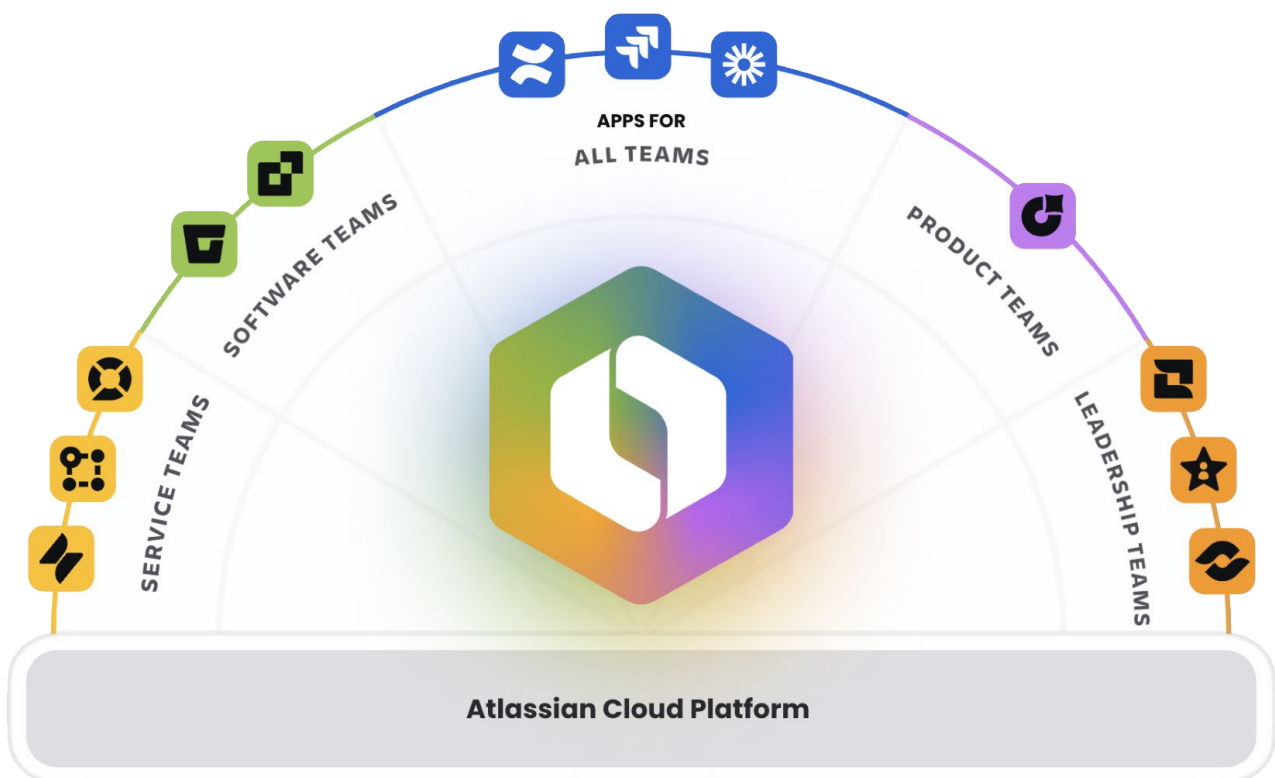 APPS FOR
ALL TEAMS
SOFTWARE TEAMS
PRODUCT TEAMS
SERVICE TEAMS
LEADERSHIP TEAMS
Atlassian Cloud Platform